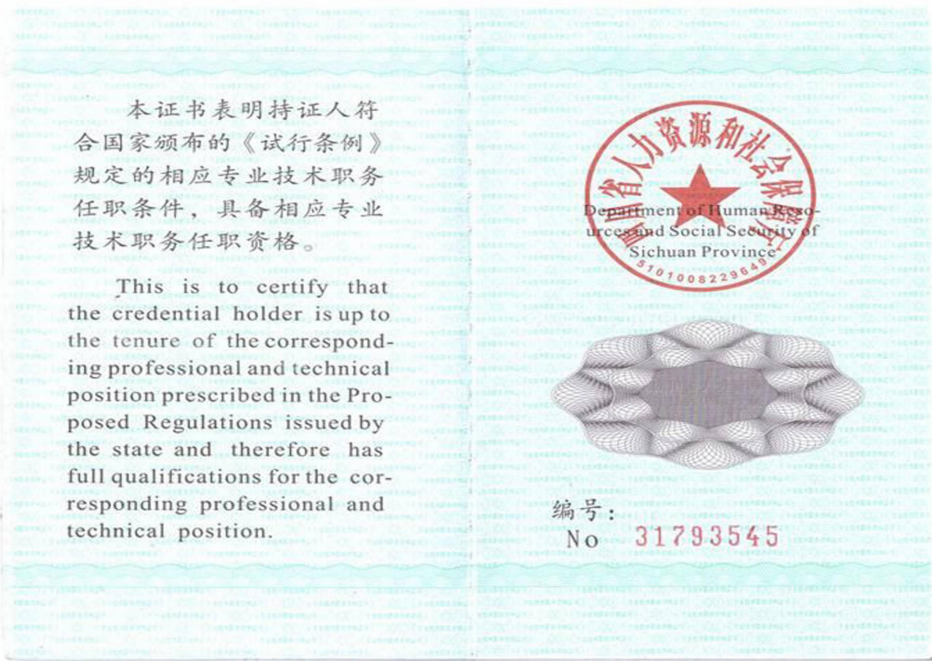 本证书表明持证人符
合国家颁布的《试行条例》
规定的相应专业技术职务
任职条件，具备相应专业
技术职务任职资格。
This is to certify that
the credential holder is up to
the tenure of the correspond-
ing professional and technical
position prescribed in the Pro-
posed Regulations issued by
the state and therefore has
full qualifications for the cor-
responding professional and
technical position.
四川省人力资源和社会保障厅
Department of Human Reso-
urces and Social Security of
Sichuan Province
5101008229649
编号：
No 31793545